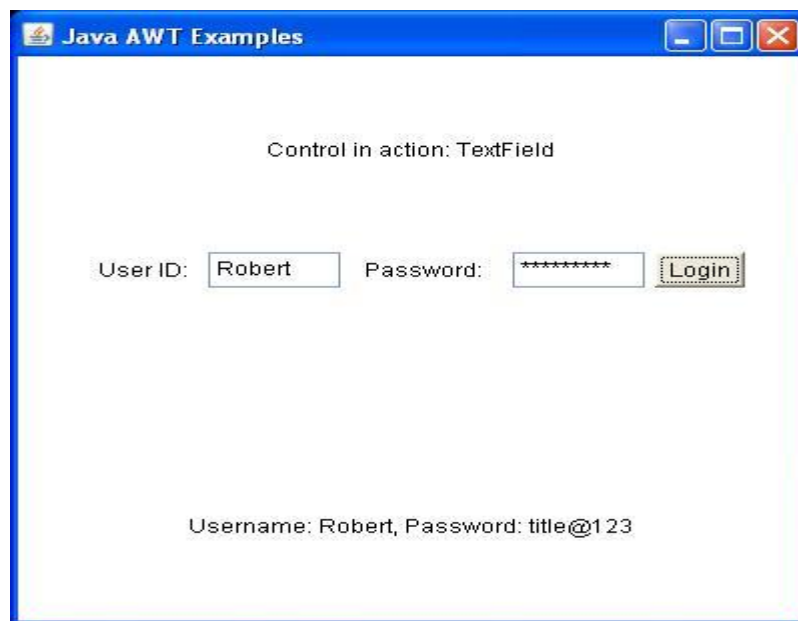 Java AWT Examples
Control in action: TextField
User ID: Robert Password: ********* Login
Username: Robert, Password: title@123